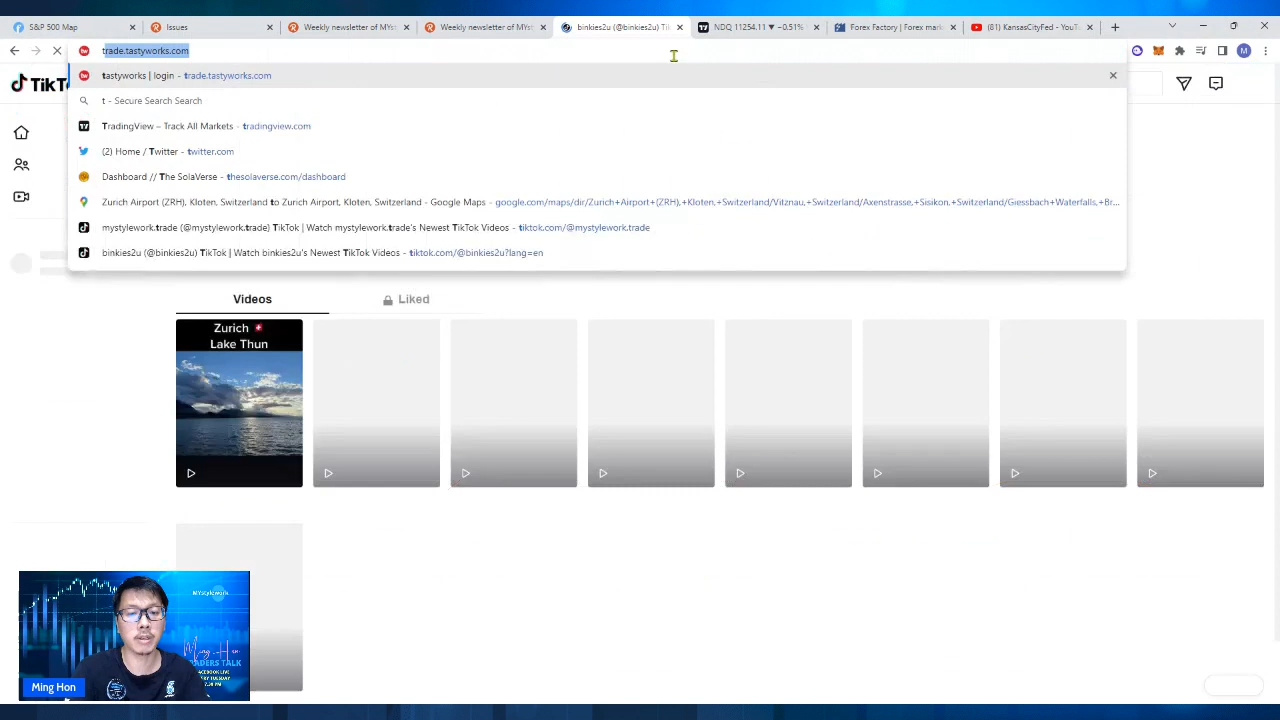 S&P 500 Map
Issues
Weekly newsletter of MYst
Weekly newsletter of MYst
binkies2u (@binkies2u) Ti
NDQ 11254.11 ▼ −0.51%
Forex Factory | Forex mark
(81) KansasCityFed - YouT
trade.tastyworks.com
M
tastyworks | login - trade.tastyworks.com
TikTo
t - Secure Search Search
TradingView – Track All Markets - tradingview.com
(2) Home / Twitter - twitter.com
Dashboard // The SolaVerse - thesolaverse.com/dashboard
Zurich Airport (ZRH), Kloten, Switzerland to Zurich Airport, Kloten, Switzerland - Google Maps - google.com/maps/dir/Zurich+Airport+(ZRH),+Kloten,+Switzerland/Vitznau,+Switzerland/Axenstrasse,+Sisikon,+Switzerland/Giessbach+Waterfalls,+Br...
mystylework.trade (@mystylework.trade) TikTok | Watch mystylework.trade's Newest TikTok Videos - tiktok.com/@mystylework.trade
binkies2u (@binkies2u) TikTok | Watch binkies2u's Newest TikTok Videos - tiktok.com/@binkies2u?lang=en
Videos
Liked
Zurich
Lake Thun
MYstylework
Ming Hon